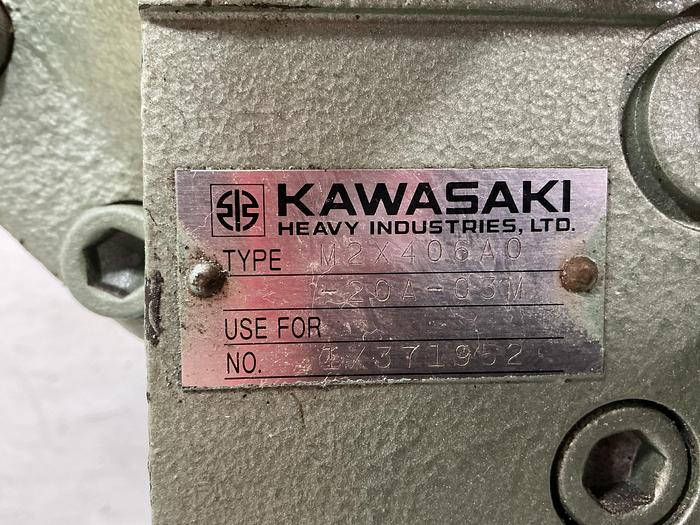 KAWASAKI
HEAVY INDUSTRIES, LTD.
TYPE M2X406A0
-20A-03M
USE FOR
NO.